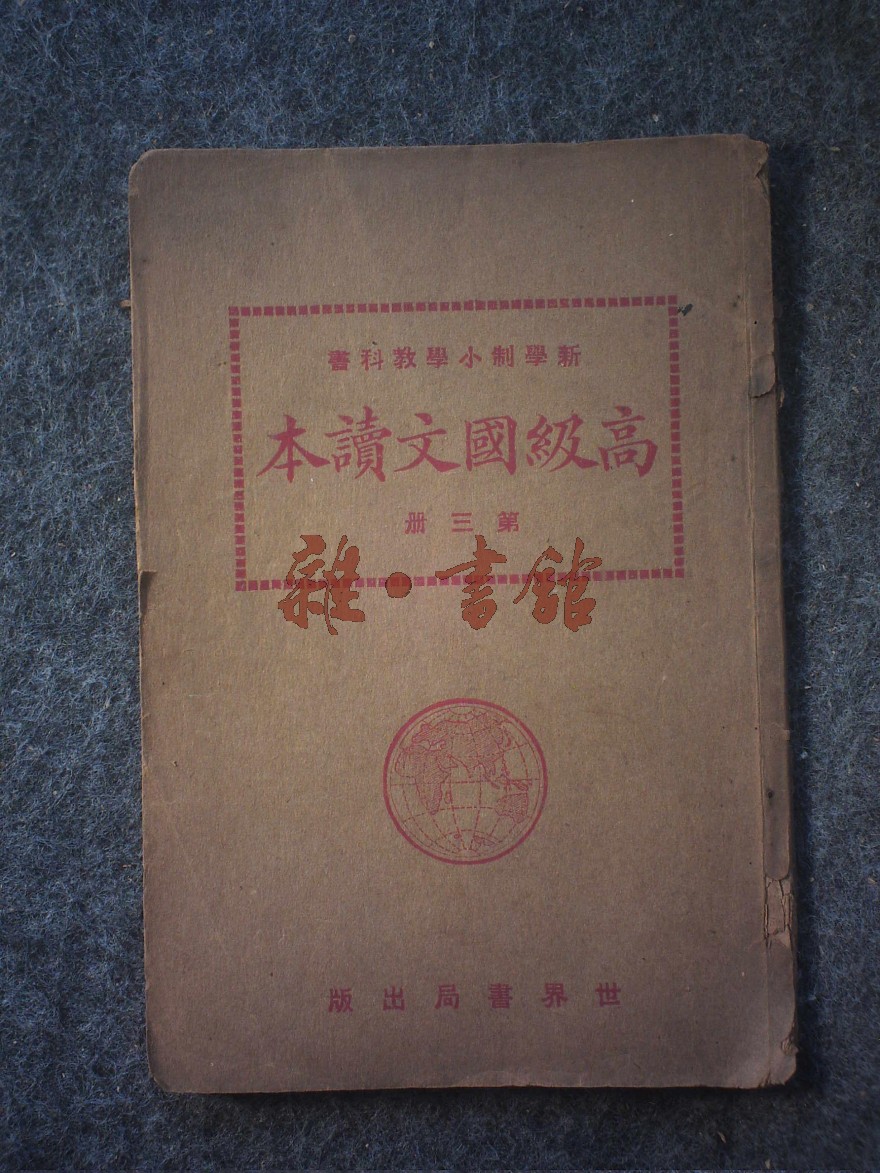 新學制小學教科書
高級國文讀本
第三册
雜·書館
世界書局出版